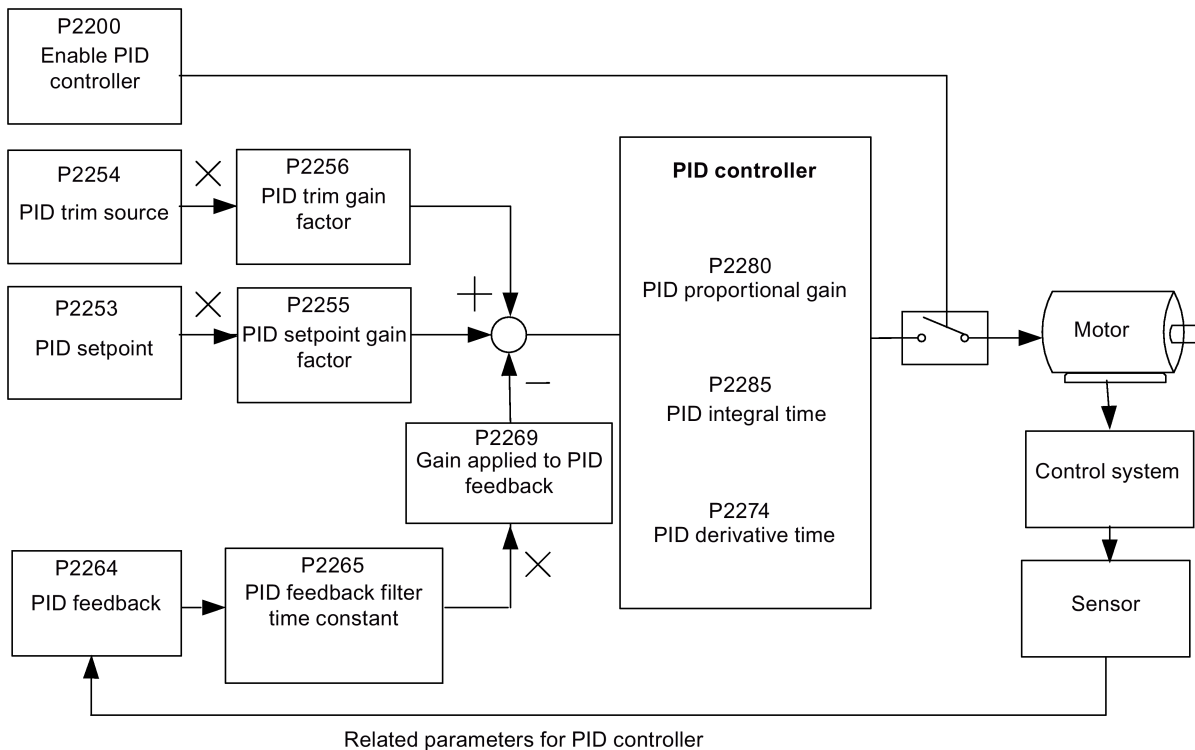 P2200
Enable PID
controller
P2254
PID trim source
P2256
PID trim gain
factor
P2253
PID setpoint
P2255
PID setpoint gain
factor
P2269
Gain applied to PID
feedback
P2264
PID feedback
P2265
PID feedback filter
time constant
PID controller
P2280
PID proportional gain
P2285
PID integral time
P2274
PID derivative time
Motor
Control system
Sensor
Related parameters for PID controller